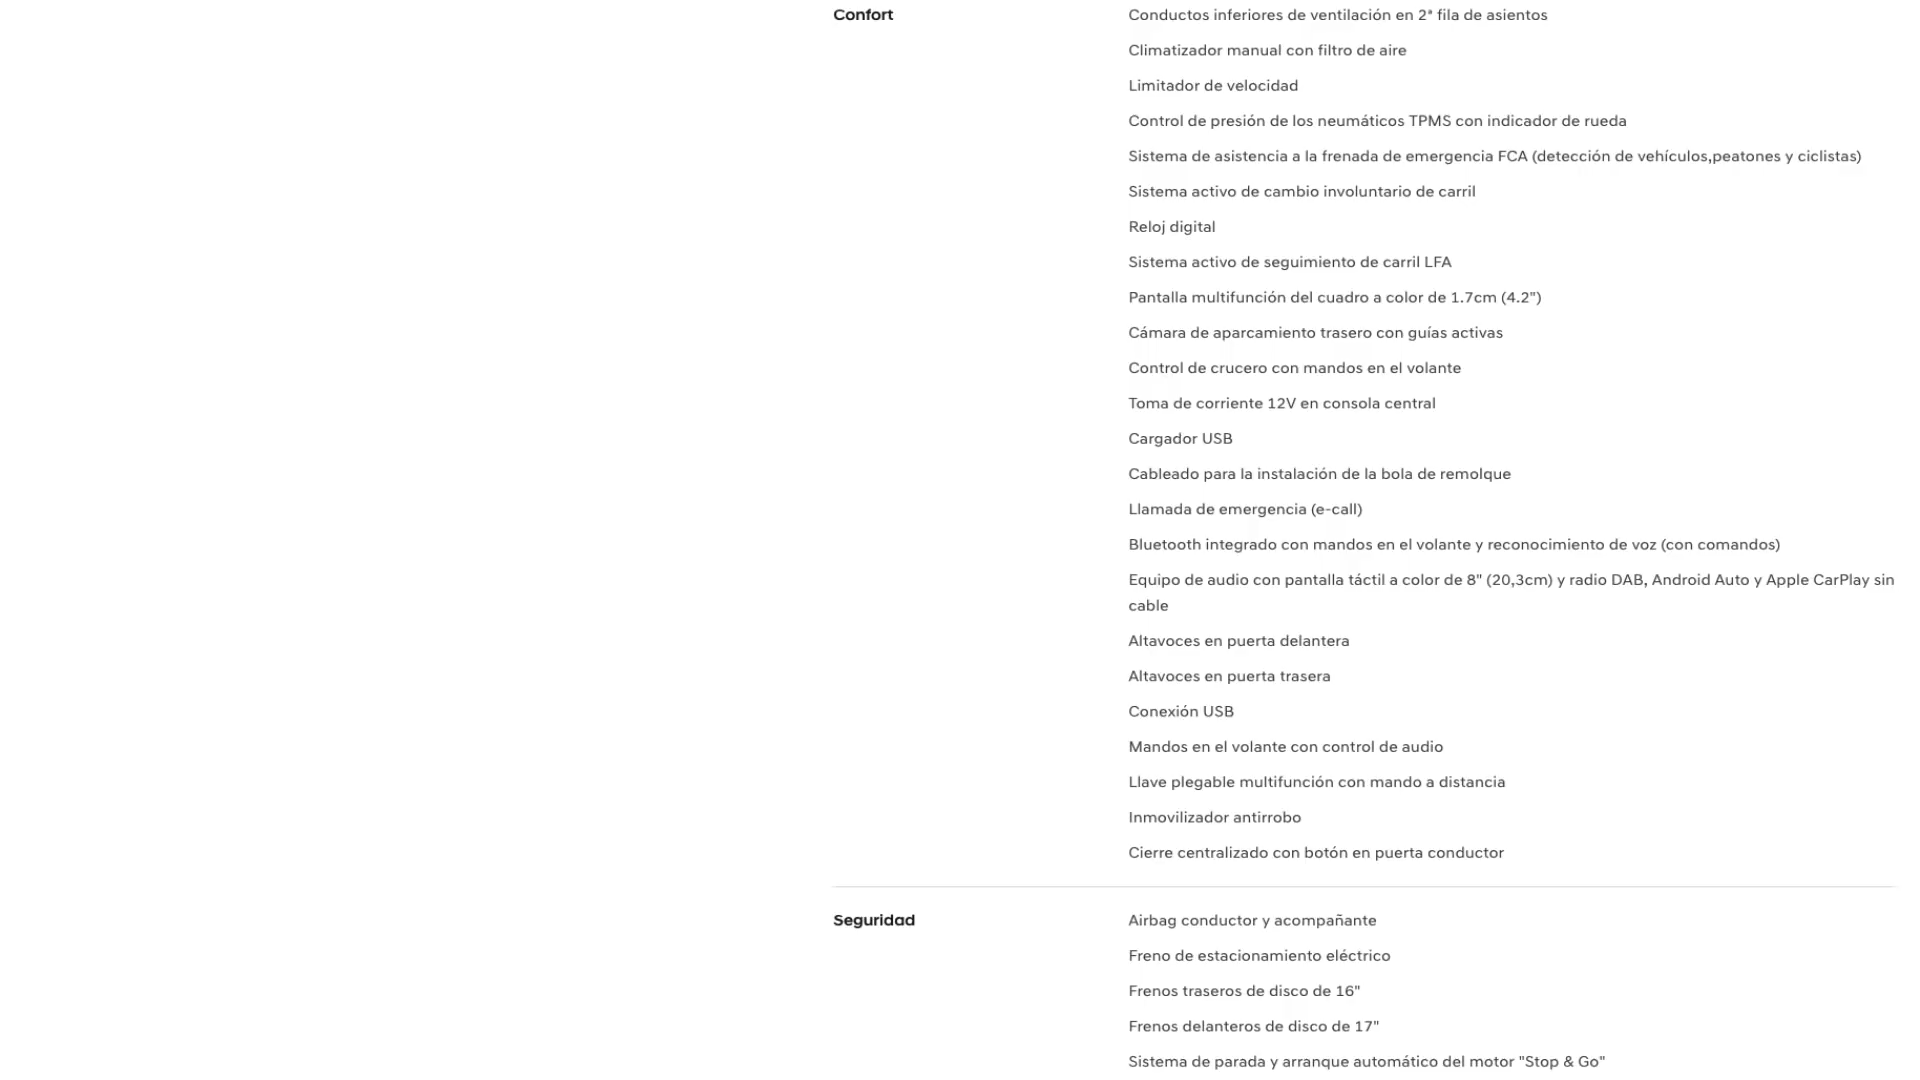 Confort
Conductos inferiores de ventilación en 2ª fila de asientos
Climatizador manual con filtro de aire
Limitador de velocidad
Control de presión de los neumáticos TPMS con indicador de rueda
Sistema de asistencia a la frenada de emergencia FCA (detección de vehículos,peatones y ciclistas)
Sistema activo de cambio involuntario de carril
Reloj digital
Sistema activo de seguimiento de carril LFA
Pantalla multifunción del cuadro a color de 1.7cm (4.2")
Cámara de aparcamiento trasero con guías activas
Control de crucero con mandos en el volante
Toma de corriente 12V en consola central
Cargador USB
Cableado para la instalación de la bola de remolque
Llamada de emergencia (e-call)
Bluetooth integrado con mandos en el volante y reconocimiento de voz (con comandos)
Equipo de audio con pantalla táctil a color de 8" (20,3cm) y radio DAB, Android Auto y Apple CarPlay sin
cable
Altavoces en puerta delantera
Altavoces en puerta trasera
Conexión USB
Mandos en el volante con control de audio
Llave plegable multifunción con mando a distancia
Inmovilizador antirrobo
Cierre centralizado con botón en puerta conductor
Seguridad
Airbag conductor y acompañante
Freno de estacionamiento eléctrico
Frenos traseros de disco de 16"
Frenos delanteros de disco de 17"
Sistema de parada y arranque automático del motor "Stop & Go"